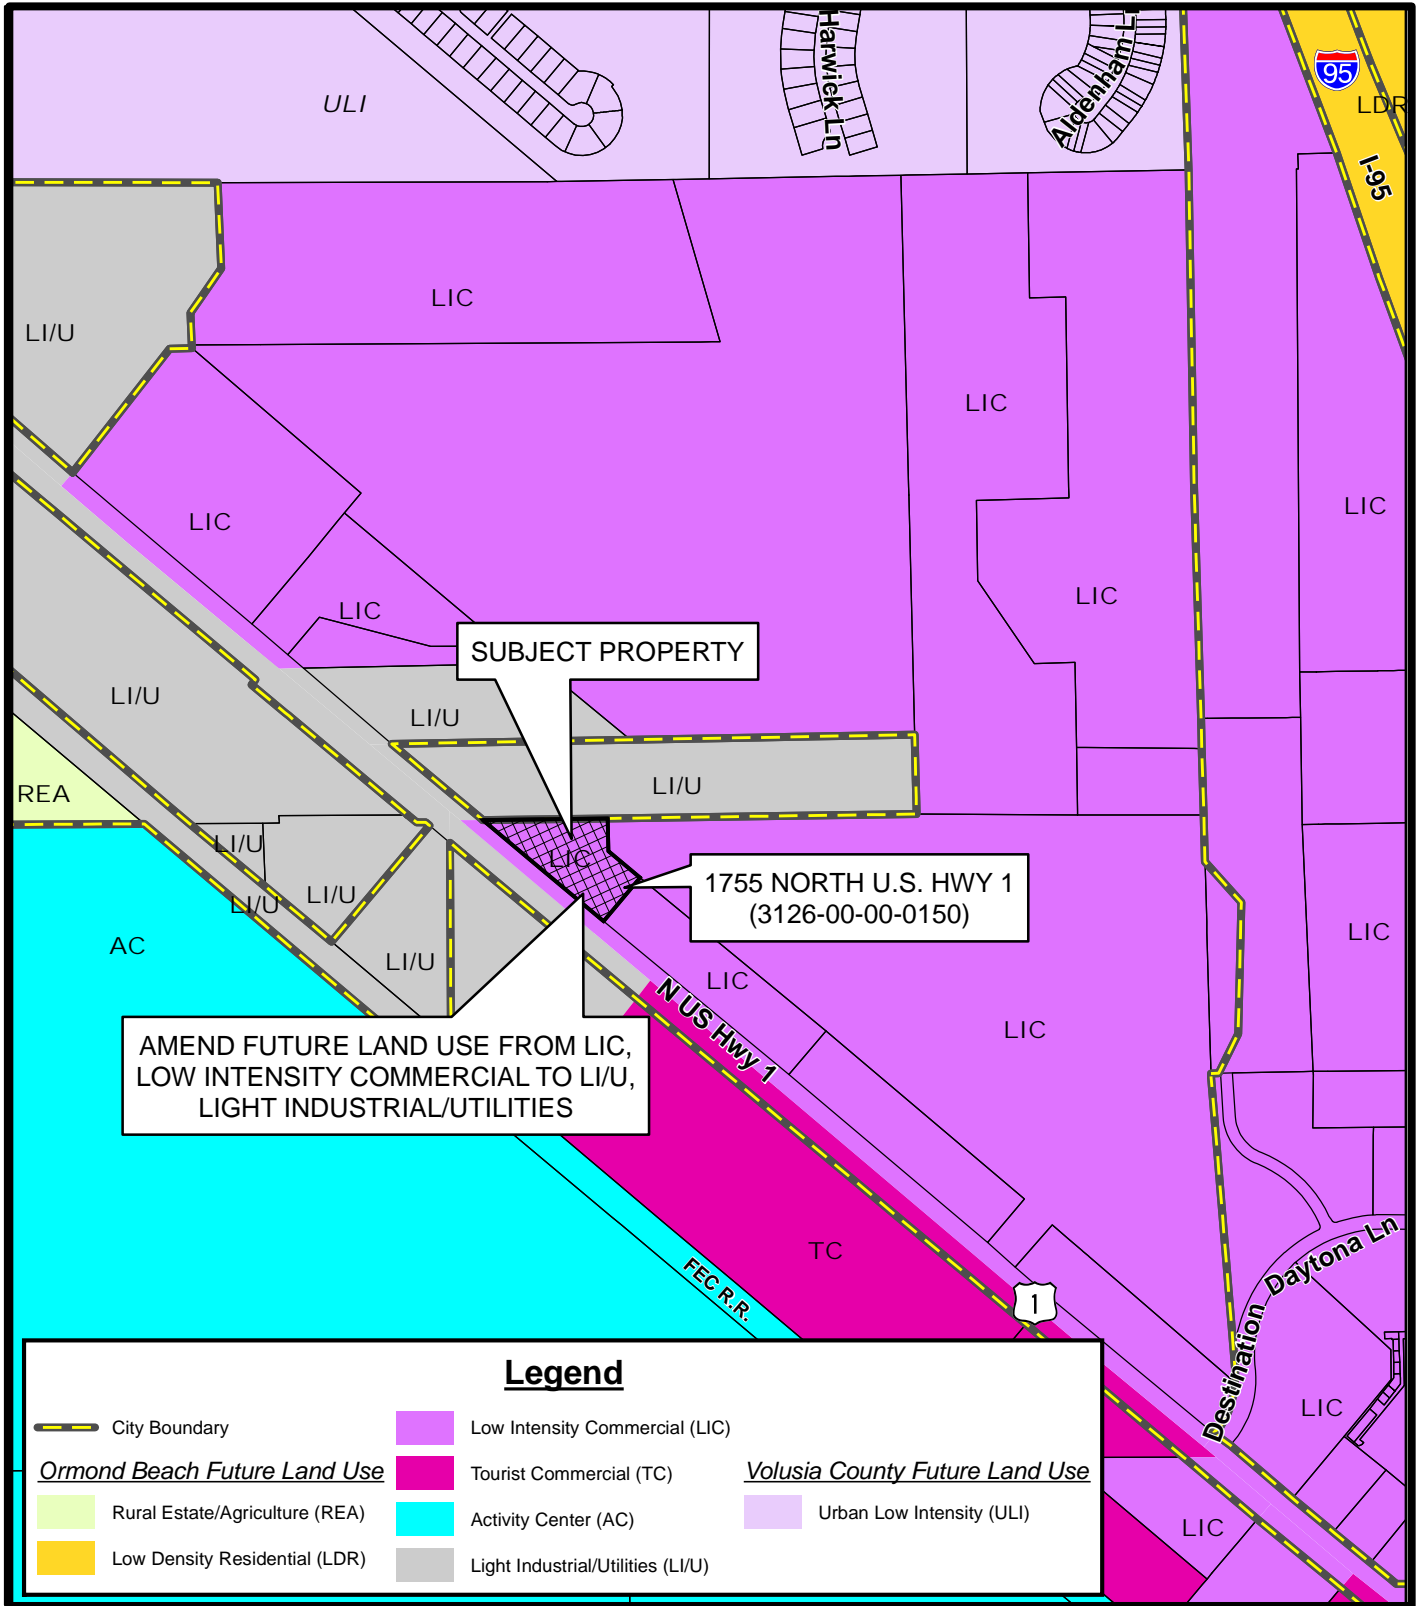 Harwick Ln
Aldenham Ln
95
ULI
LDR
I-95
LIC
LI/U
LIC
LIC
LIC
LIC
LIC
SUBJECT PROPERTY
LI/U
LI/U
LI/U
REA
LI/U
LIC
1755 NORTH U.S. HWY 1
(3126-00-00-0150)
LI/U
LI/U
AC
LIC
LI/U
LIC
N US Hwy 1
LIC
AMEND FUTURE LAND USE FROM LIC,
LOW INTENSITY COMMERCIAL TO LI/U,
LIGHT INDUSTRIAL/UTILITIES
TC
FEC R.R.
1
Destination Daytona Ln
LIC
LIC
Legend
City Boundary
Ormond Beach Future Land Use
Rural Estate/Agriculture (REA)
Low Density Residential (LDR)
Low Intensity Commercial (LIC)
Tourist Commercial (TC)
Activity Center (AC)
Light Industrial/Utilities (LI/U)
Volusia County Future Land Use
Urban Low Intensity (ULI)